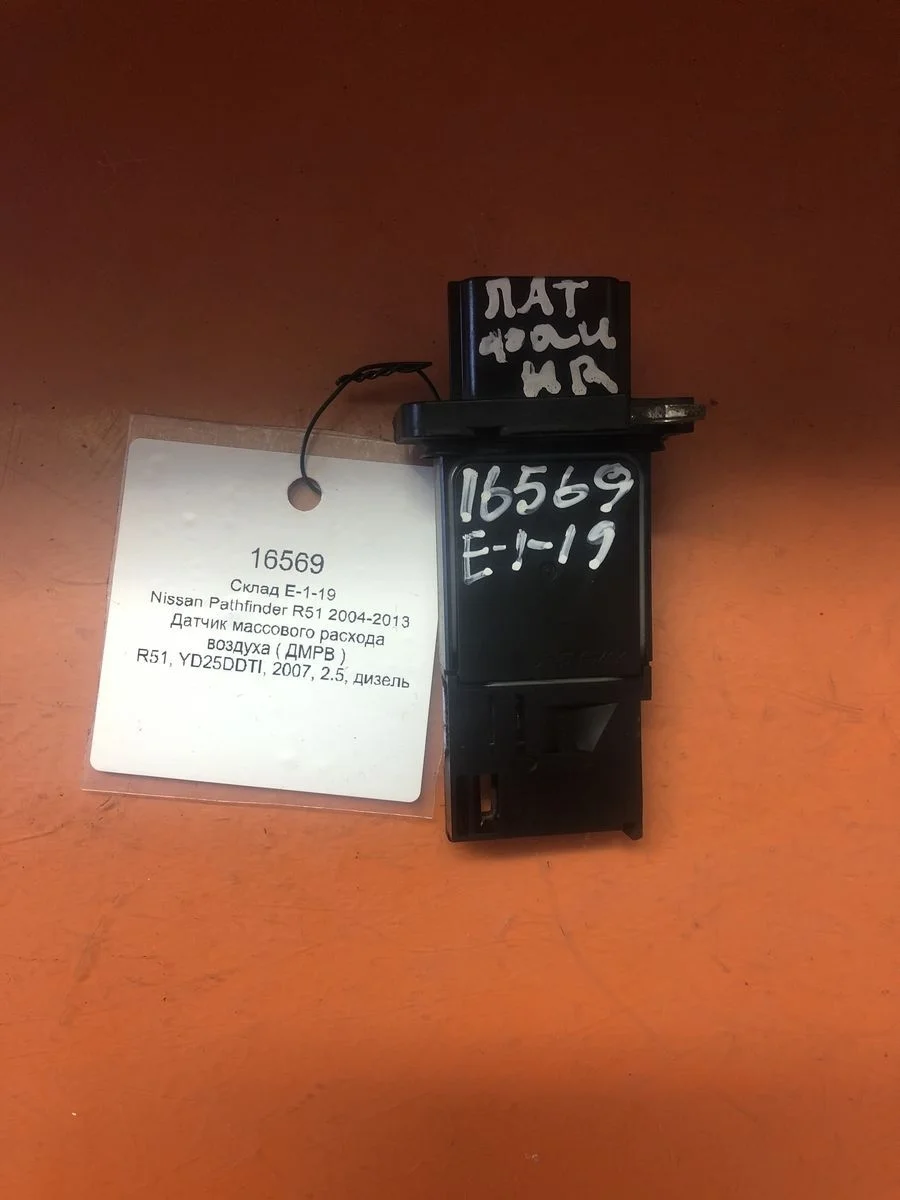 ПАТ
фаи
НR
16569
Е-1-19
16569
Склад Е-1-19
Nissan Pathfinder R51 2004-2013
Датчик массового расхода
воздуха ( ДМРВ )
R51, YD25DDTI, 2007, 2.5, дизель